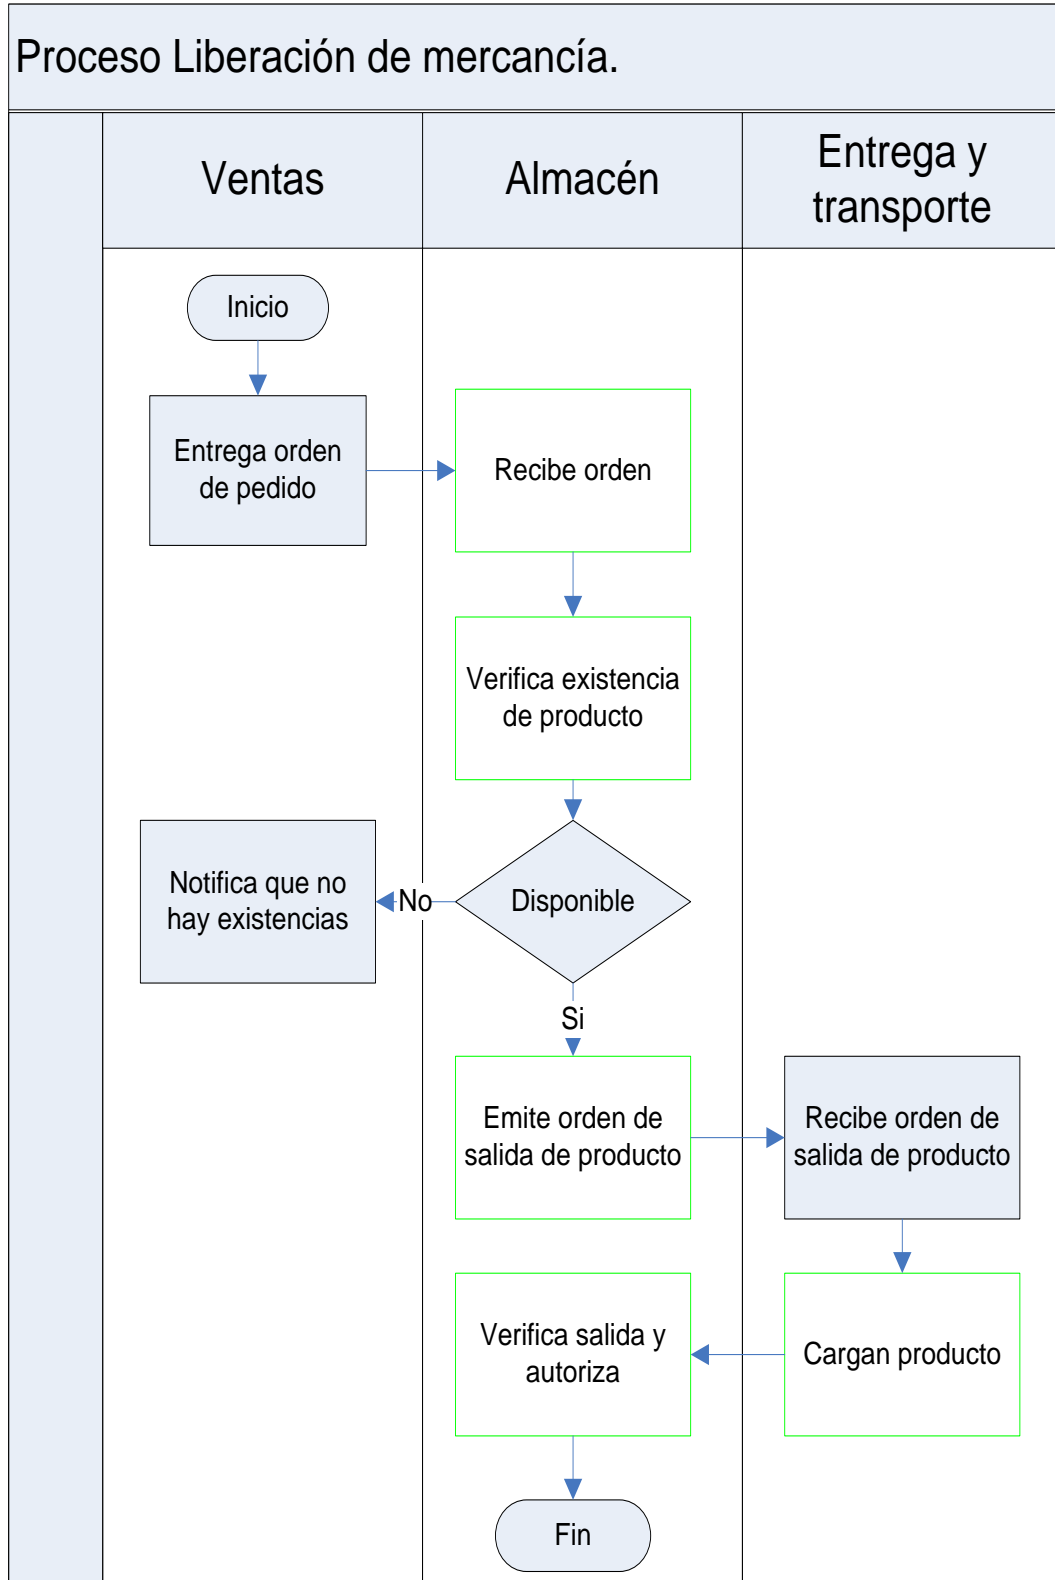 Proceso Liberación de mercancía.
Ventas
Almacén
Entrega y
transporte
Inicio
Entrega orden
de pedido
Recibe orden
Verifica existencia
de producto
Notifica que no
hay existencias
No
Disponible
Si
Emite orden de
salida de producto
Recibe orden de
salida de producto
Verifica salida y
autoriza
Cargan producto
Fin